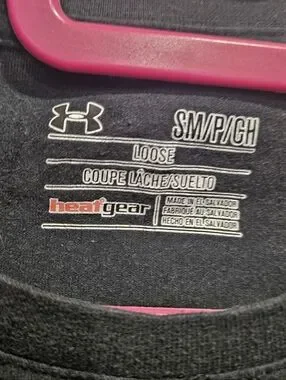 SM/P/CH
LOOSE
COUPE LÂCHE/SUELTO
heatgear
MADE IN EL SALVADOR
FABRIQUÉ AU SALVADOR
HECHO EN EL SALVADOR